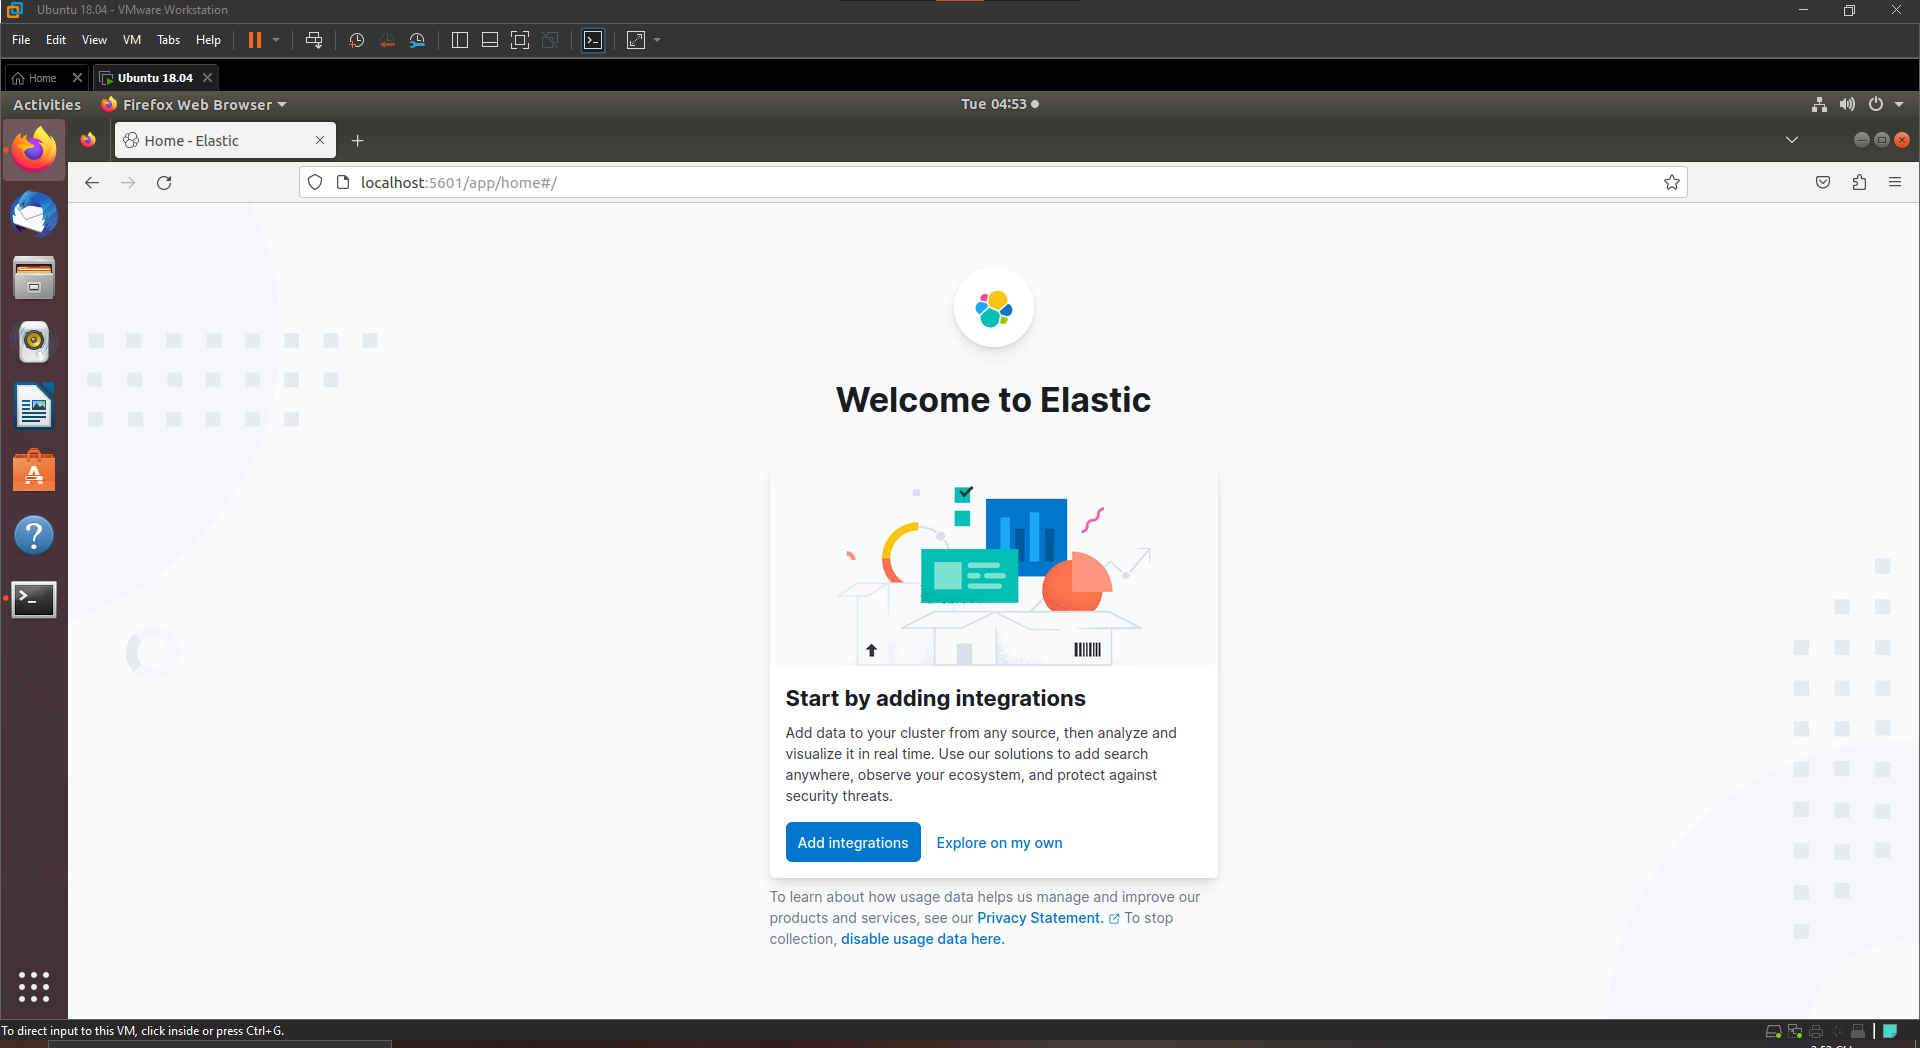 Ubuntu 18.04 - VMware Workstation
File Edit View VM Tabs Help
Home
Ubuntu 18.04
Activities
Firefox Web Browser
Tue 04:53
Home - Elastic
localhost:5601/app/home#/
Welcome to Elastic
Start by adding integrations
Add data to your cluster from any source, then analyze and
visualize it in real time. Use our solutions to add search
anywhere, observe your ecosystem, and protect against
security threats.
Add integrations
Explore on my own
To learn about how usage data helps us manage and improve our
products and services, see our Privacy Statement. To stop
collection, disable usage data here.
To direct input to this VM, click inside or press Ctrl+G.